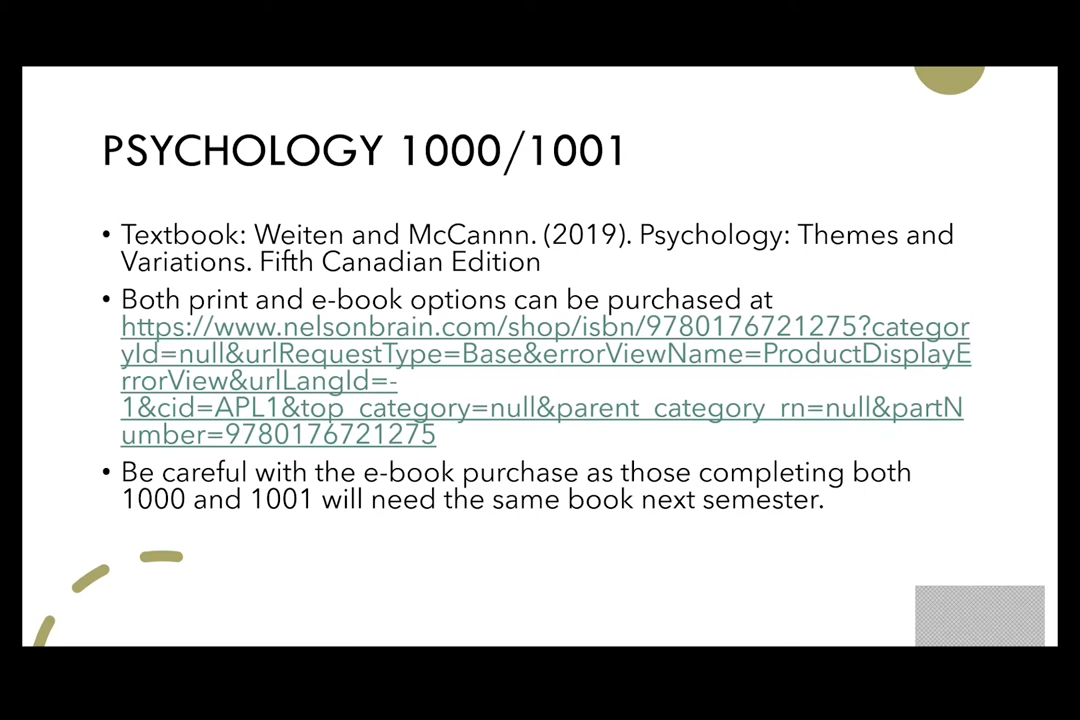 PSYCHOLOGY 1000/1001
• Textbook: Weiten and McCannn. (2019). Psychology: Themes and
Variations. Fifth Canadian Edition
• Both print and e-book options can be purchased at
https://www.nelsonbrain.com/shop/isbn/9780176721275?categor
yId=null&urlRequestType=Base&errorViewName=ProductDisplayE
rrorView&urlLangId=-
1&cid=APL1&top_category=null&parent_category_rn=null&partN
umber=9780176721275
• Be careful with the e-book purchase as those completing both
1000 and 1001 will need the same book next semester.